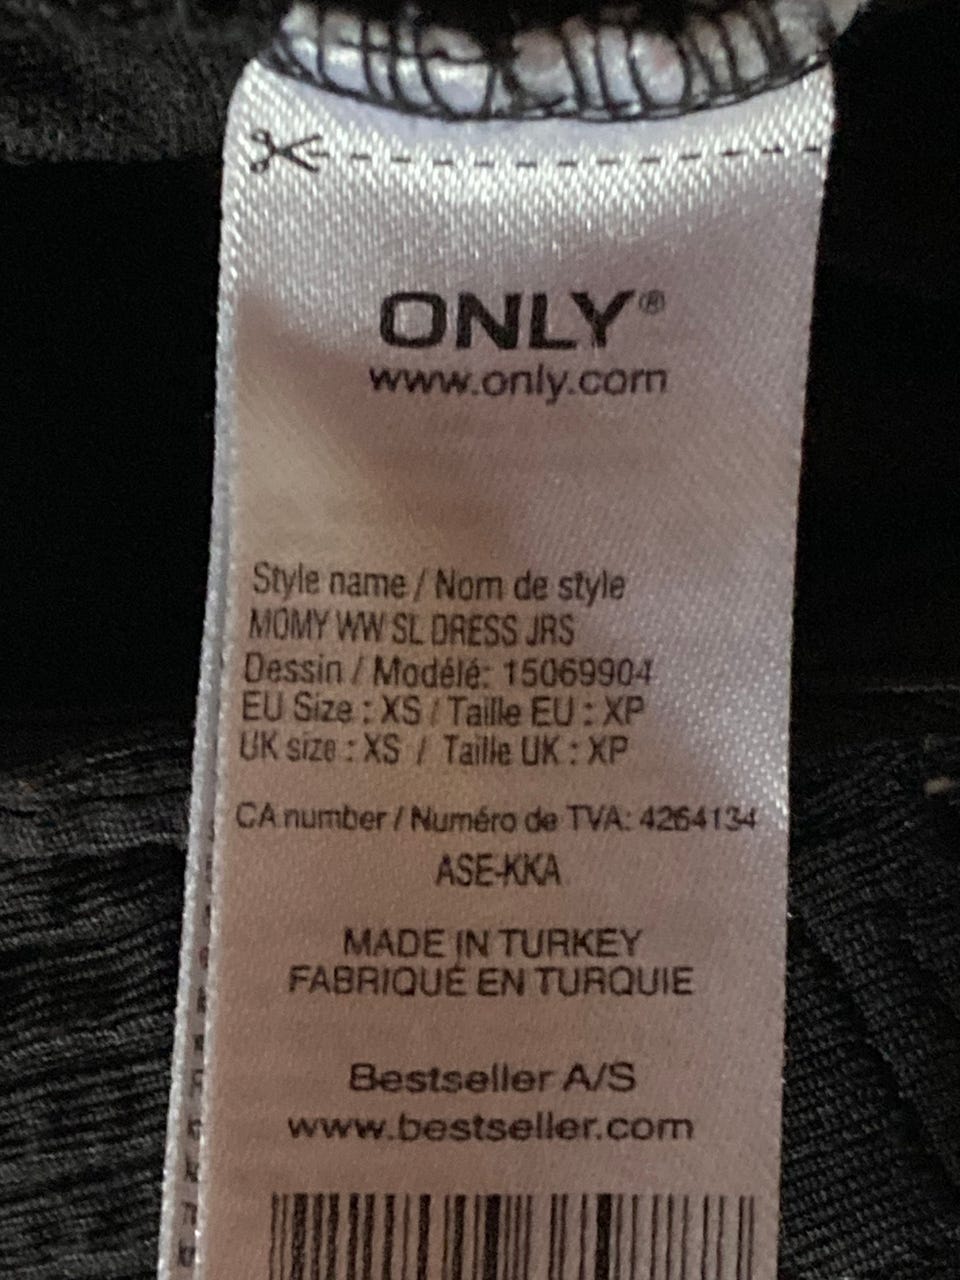 ONLY®
www.only.com
Style name / Nom de style
MOMY WW SL DRESS JRS
Dessin / Modélé: 15069904
EU Size : XS / Taille EU : XP
UK size : XS / Taille UK : XP
CA number / Numéro de TVA: 4264134
ASE-KKA
MADE IN TURKEY
FABRIQUÉ EN TURQUIE
Bestseller A/S
www.bestseller.com